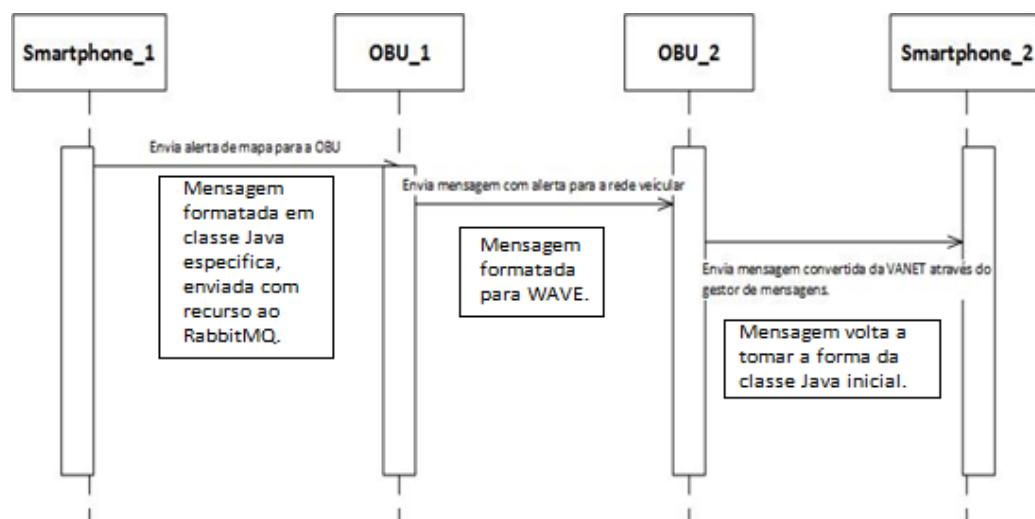 Smartphone_1
OBU_1
OBU_2
Smartphone_2
Envia alerta de mapa para a OBU
Mensagem
formatada em
classe Java
especifica,
enviada com
recurso ao
RabbitMQ.
Envia mensagem com alerta para a rede veícular
Mensagem
formatada
para WAVE.
Envia mensagem convertida da VANET através do
gestor de mensagens.
Mensagem volta a
tomar a forma da
classe Java inicial.